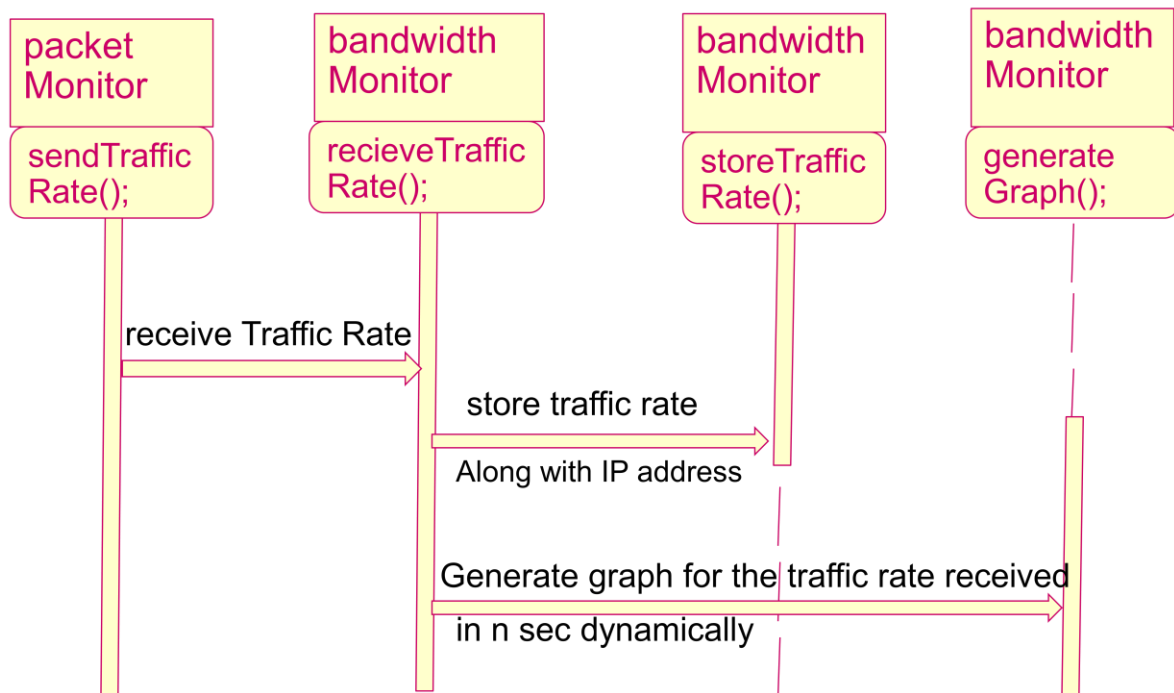 packet
Monitor
bandwidth
Monitor
bandwidth
Monitor
bandwidth
Monitor
sendTraffic
Rate();
recieveTraffic
Rate();
storeTraffic
Rate();
generate
Graph();
receive Traffic Rate
store traffic rate
Along with IP address
Generate graph for the traffic rate received
in n sec dynamically